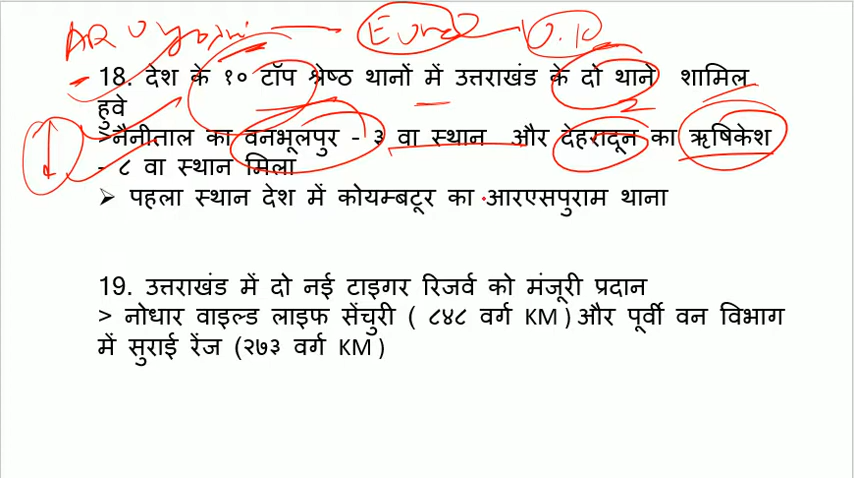 18. देश के १० टॉप श्रेष्ठ थानों में उत्तराखंड के दो थाने शामिल
हुवे
>नैनीताल का वनभूलपुर - ३ वा स्थान और देहरादून का ऋषिकेश
- ८ वा स्थान मिला
➢ पहला स्थान देश में कोयम्बटूर का आरएसपुराम थाना
19. उत्तराखंड में दो नई टाइगर रिजर्व को मंजूरी प्रदान
> नोधार वाइल्ड लाइफ सेंचुरी ( ८४८ वर्ग KM ) और पूर्वी वन विभाग
में सुराई रेंज (२७३ वर्ग KM )